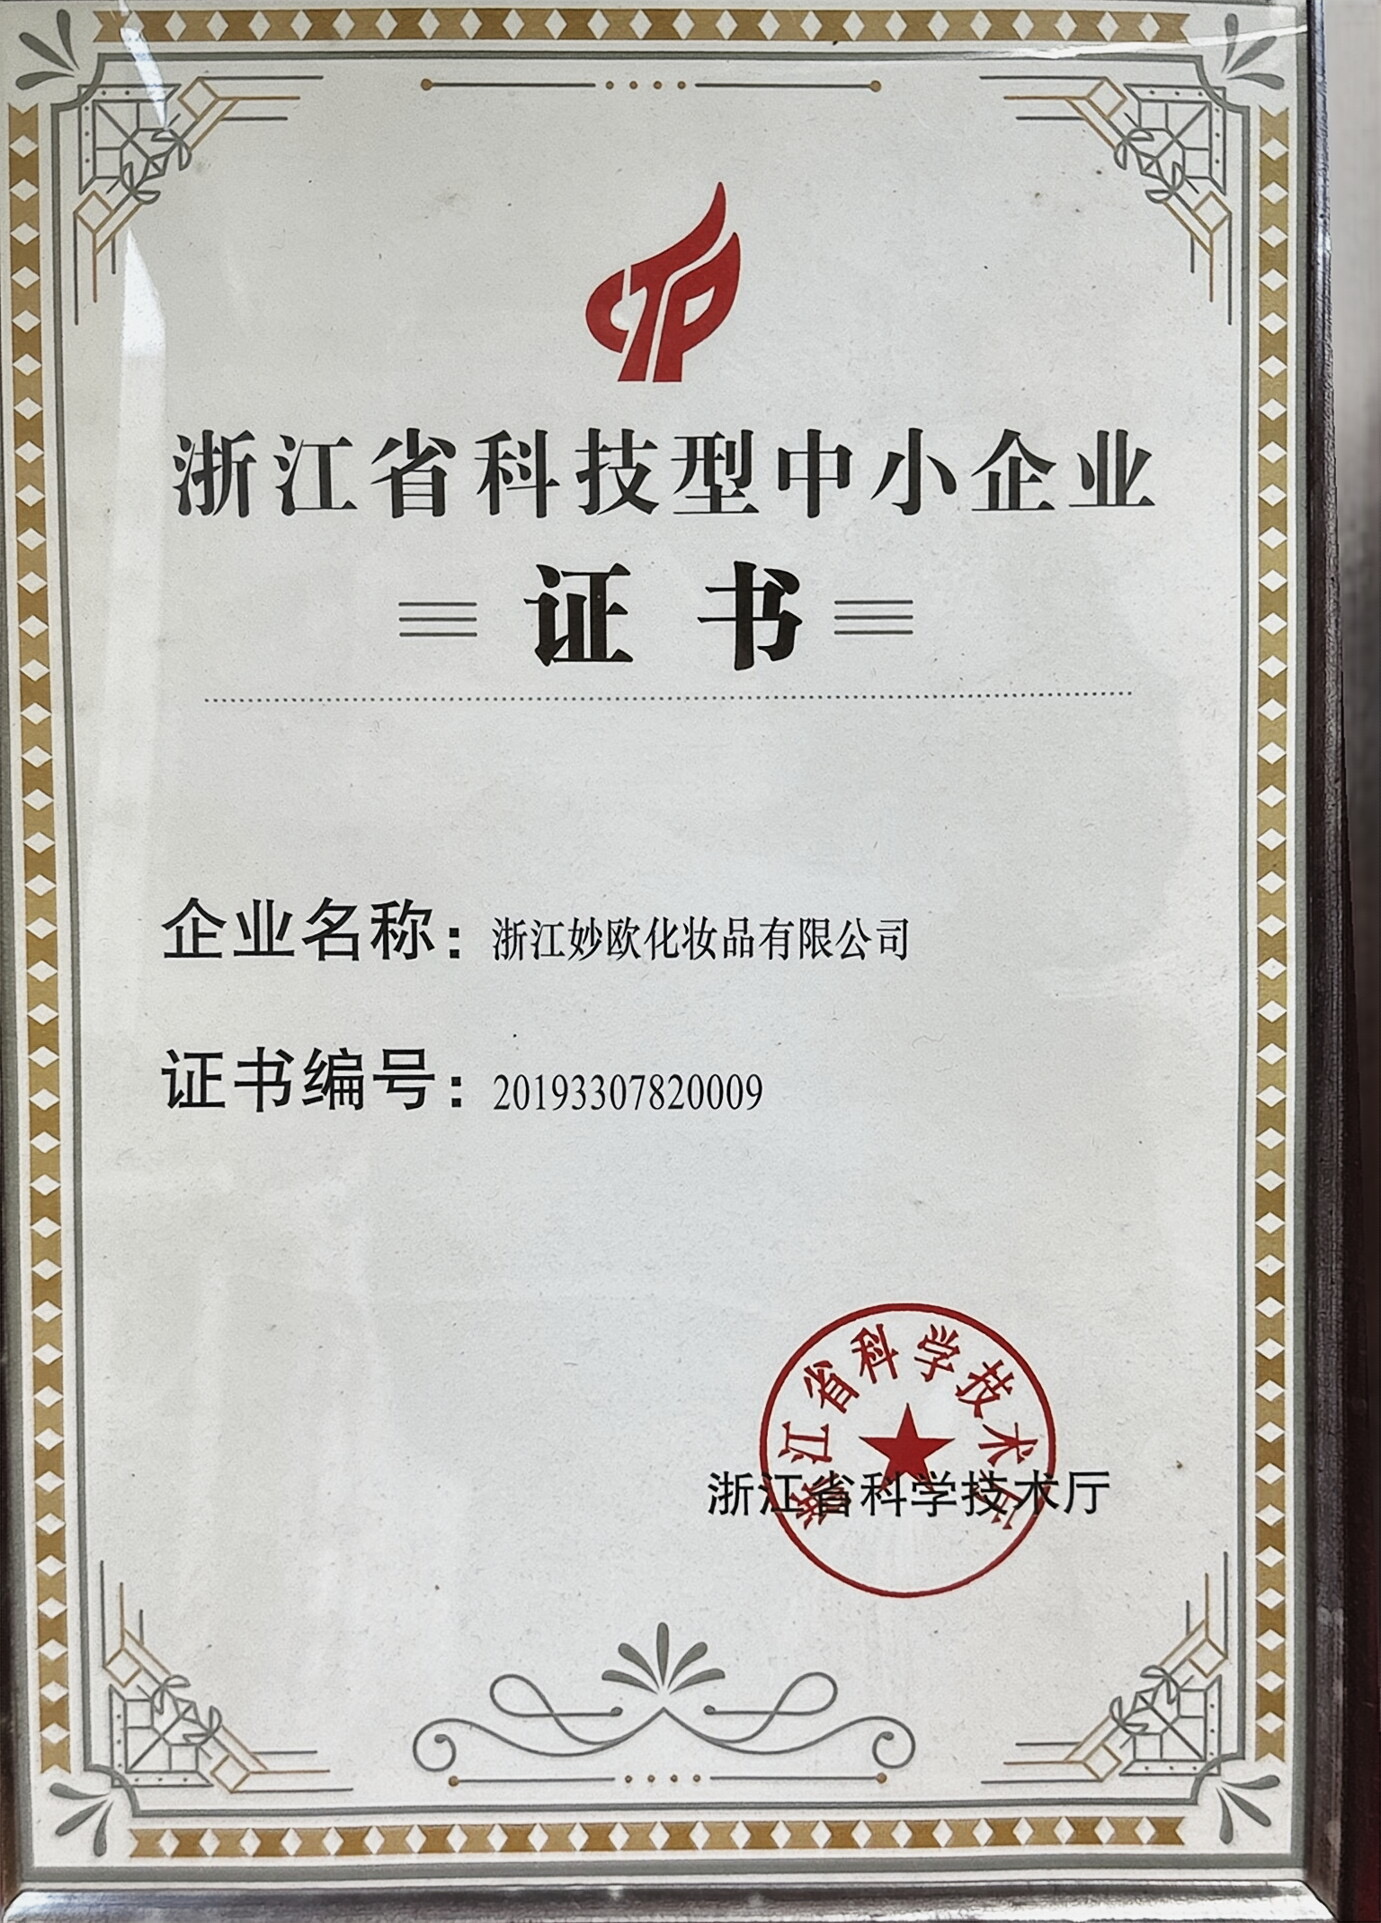 CTP
浙江省科技型中小企业
证书
企业名称：浙江妙欧化妆品有限公司
证书编号：20193307820009
浙江省科学技术厅
浙江省科学技术厅